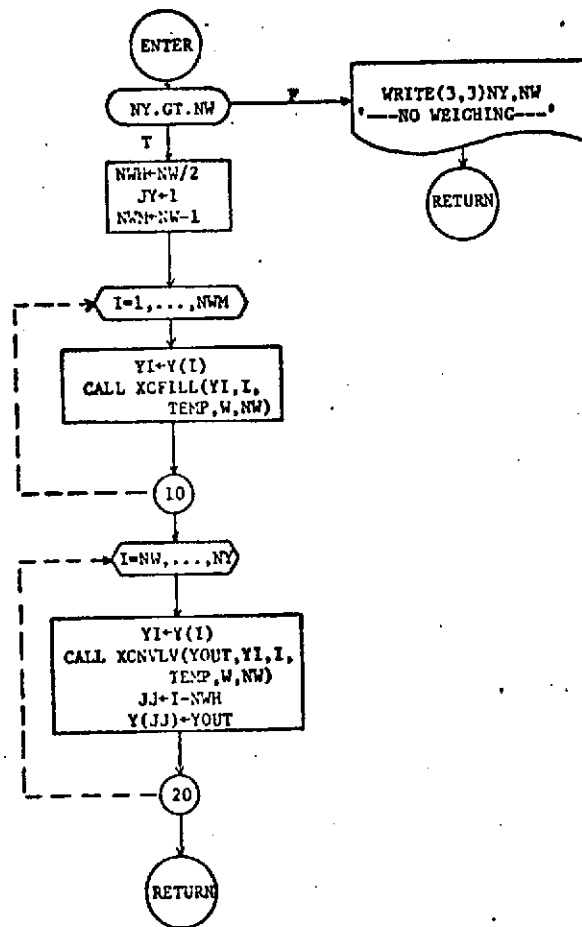 ENTER
NY.GT.NW
F
WRITE(3,3)NY,NW
'---NO WEIGHING---'
RETURN
T
NWH←NW/2
JY←1
NWM←NW-1
I=1,...,NWM
YI←Y(I)
CALL XCFILL(YI,I,
TEMP,W,NW)
10
I=NW,...,NY
YI←Y(I)
CALL XCNVLV(YOUT,YI,I,
TEMP,W,NW)
JJ←I-NWH
Y(JJ)←YOUT
20
RETURN